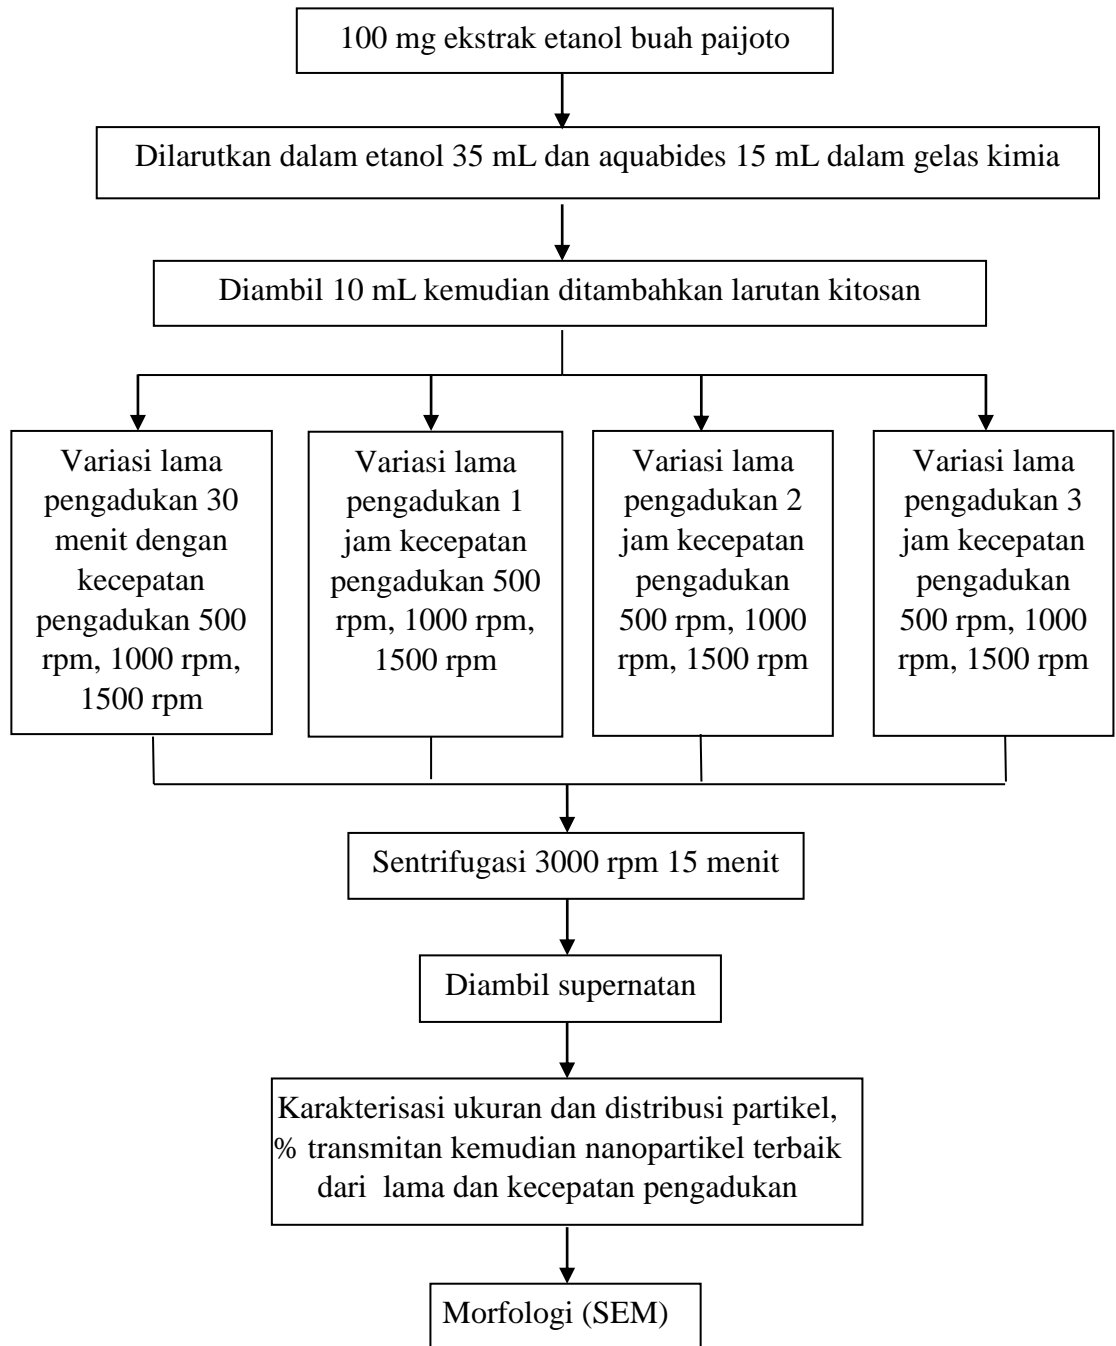 100 mg ekstrak etanol buah paijoto
Dilarutkan dalam etanol 35 mL dan aquabides 15 mL dalam gelas kimia
Diambil 10 mL kemudian ditambahkan larutan kitosan
Variasi lama
pengadukan 30
menit dengan
kecepatan
pengadukan 500
rpm, 1000 rpm,
1500 rpm
Variasi lama
pengadukan 1
jam kecepatan
pengadukan 500
rpm, 1000 rpm,
1500 rpm
Variasi lama
pengadukan 2
jam kecepatan
pengadukan
500 rpm, 1000
rpm, 1500 rpm
Variasi lama
pengadukan 3
jam kecepatan
pengadukan
500 rpm, 1000
rpm, 1500 rpm
Sentrifugasi 3000 rpm 15 menit
Diambil supernatan
Karakterisasi ukuran dan distribusi partikel,
% transmitan kemudian nanopartikel terbaik
dari lama dan kecepatan pengadukan
Morfologi (SEM)